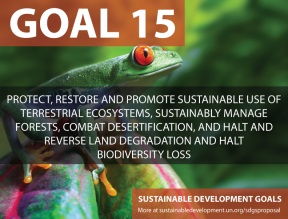 GOAL 15
PROTECT, RESTORE AND PROMOTE SUSTAINABLE USE OF
TERRESTRIAL ECOSYSTEMS, SUSTAINABLY MANAGE
FORESTS, COMBAT DESERTIFICATION, AND HALT AND
REVERSE LAND DEGRADATION AND HALT
BIODIVERSITY LOSS
SUSTAINABLE DEVELOPMENT GOALS
More at sustainabledevelopment.un.org/sdgsproposal